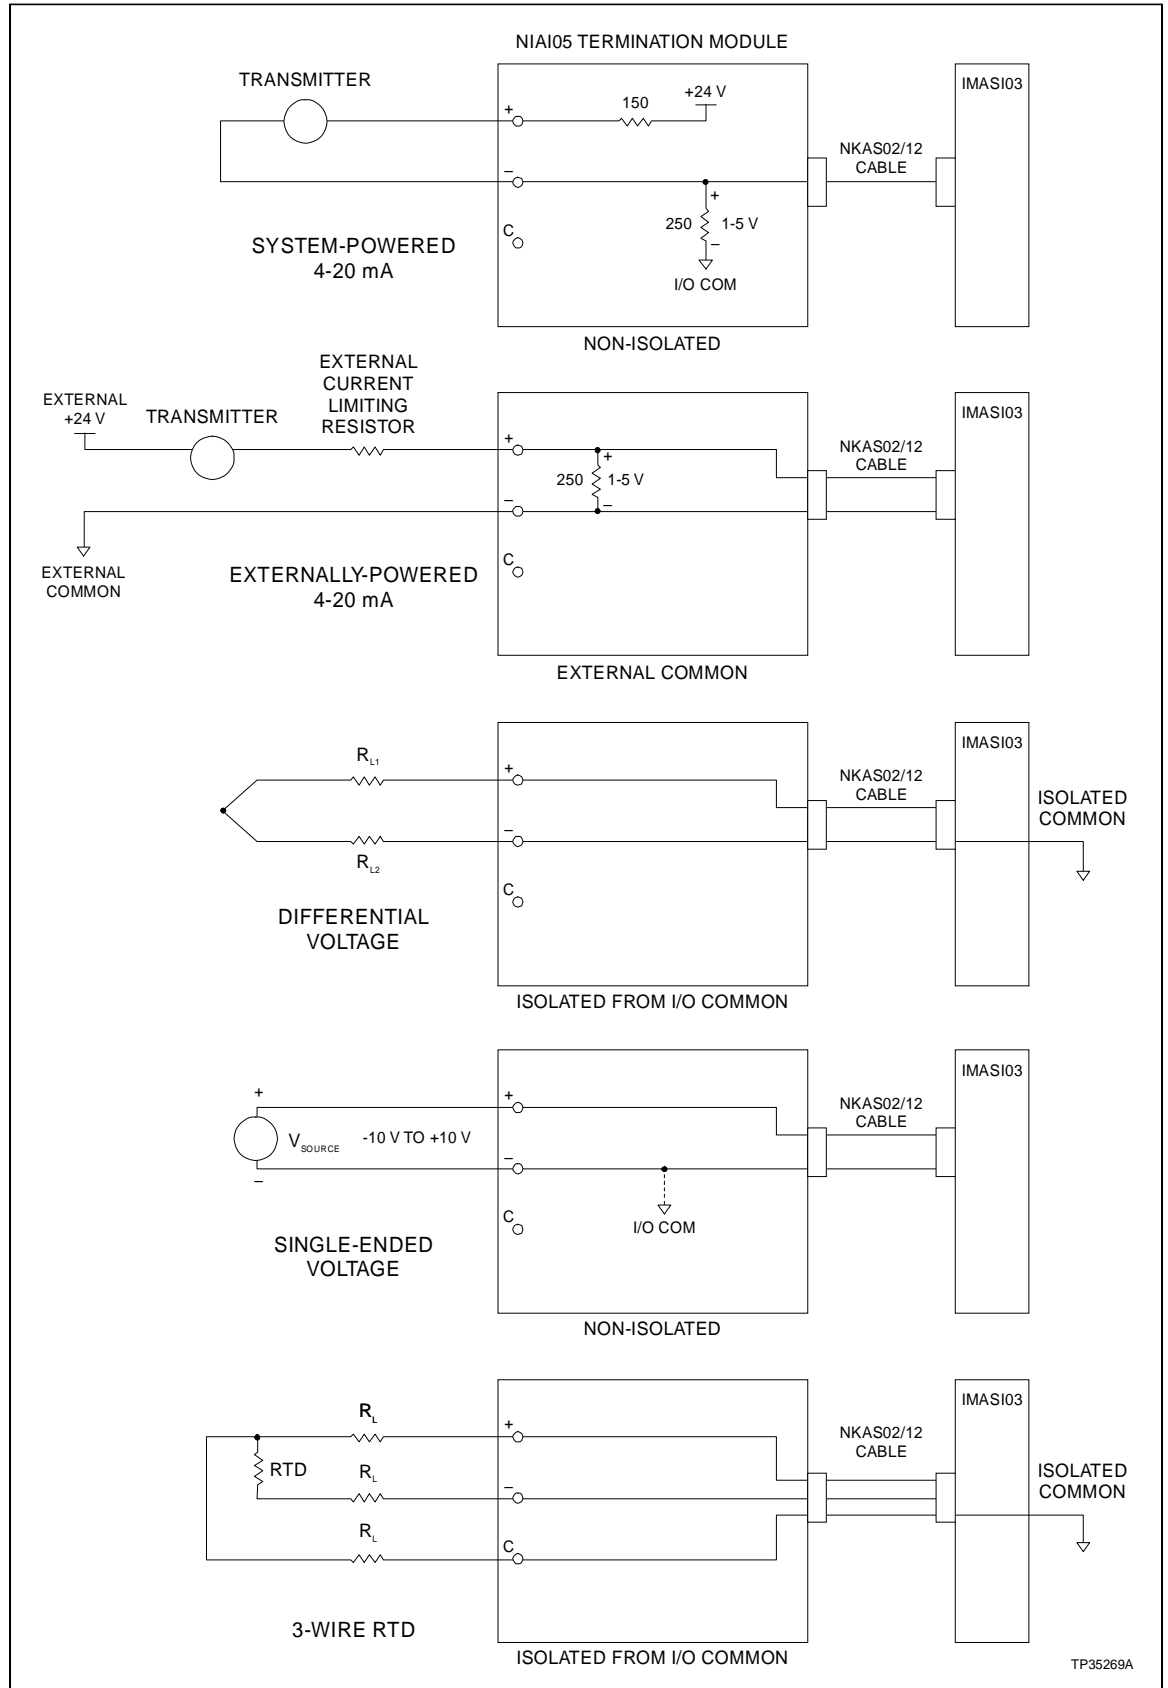 NIAI05 TERMINATION MODULE
TRANSMITTER
IMASI03
+
150
+24 V
NKAS02/12
CABLE
–
+
250
1-5 V
–
C
I/O COM
SYSTEM-POWERED
4-20 mA
NON-ISOLATED
EXTERNAL
CURRENT
LIMITING
RESISTOR
EXTERNAL
+24 V
TRANSMITTER
IMASI03
+
NKAS02/12
CABLE
+
250
1-5 V
–
–
C
EXTERNAL
COMMON
EXTERNALLY-POWERED
4-20 mA
EXTERNAL COMMON
IMASI03
RL1
+
NKAS02/12
CABLE
ISOLATED
COMMON
–
RL2
C
DIFFERENTIAL
VOLTAGE
ISOLATED FROM I/O COMMON
IMASI03
+
+
NKAS02/12
CABLE
VSOURCE
-10 V TO +10 V
–
–
C
I/O COM
SINGLE-ENDED
VOLTAGE
NON-ISOLATED
IMASI03
RL
+
NKAS02/12
CABLE
RTD
RL
–
ISOLATED
COMMON
RL
C
3-WIRE RTD
ISOLATED FROM I/O COMMON
TP35269A